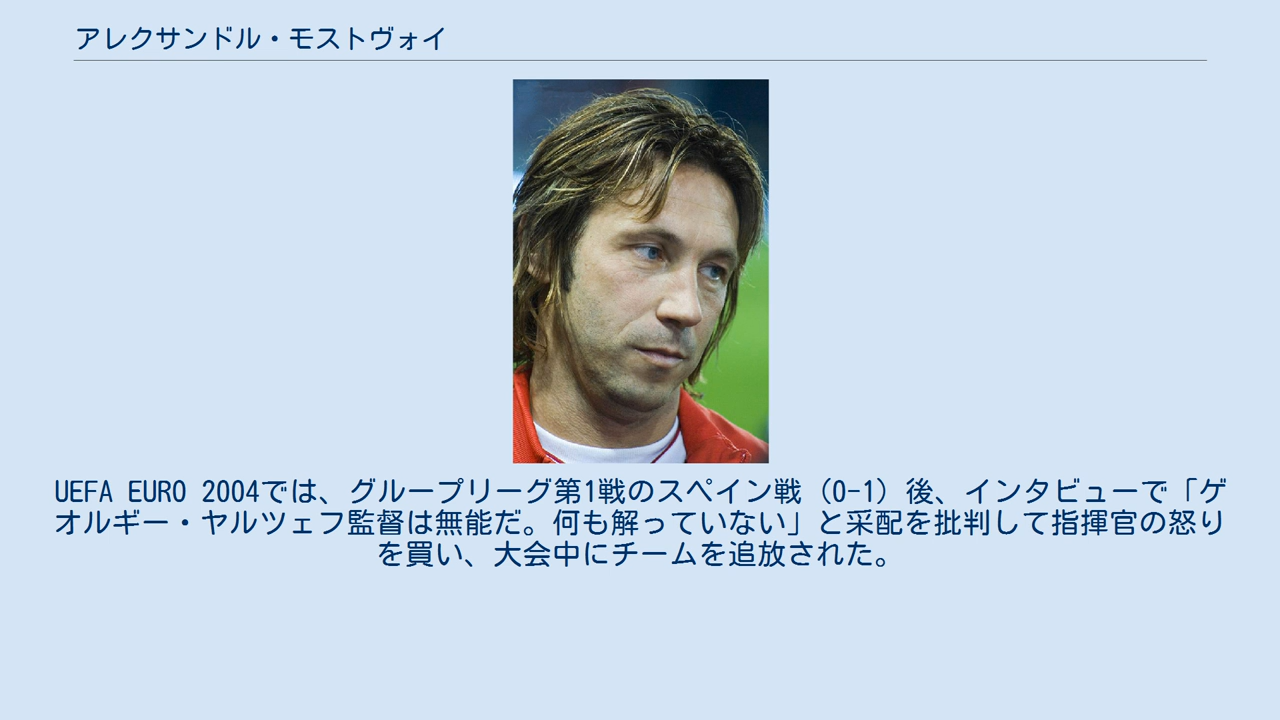 アレクサンドル・モストヴォイ
UEFA EURO 2004では、グループリーグ第1戦のスペイン戦（0-1）後、インタビューで「ゲ
オルギー・ヤルツェフ監督は無能だ。何も解っていない」と采配を批判して指揮官の怒り
を買い、大会中にチームを追放された。